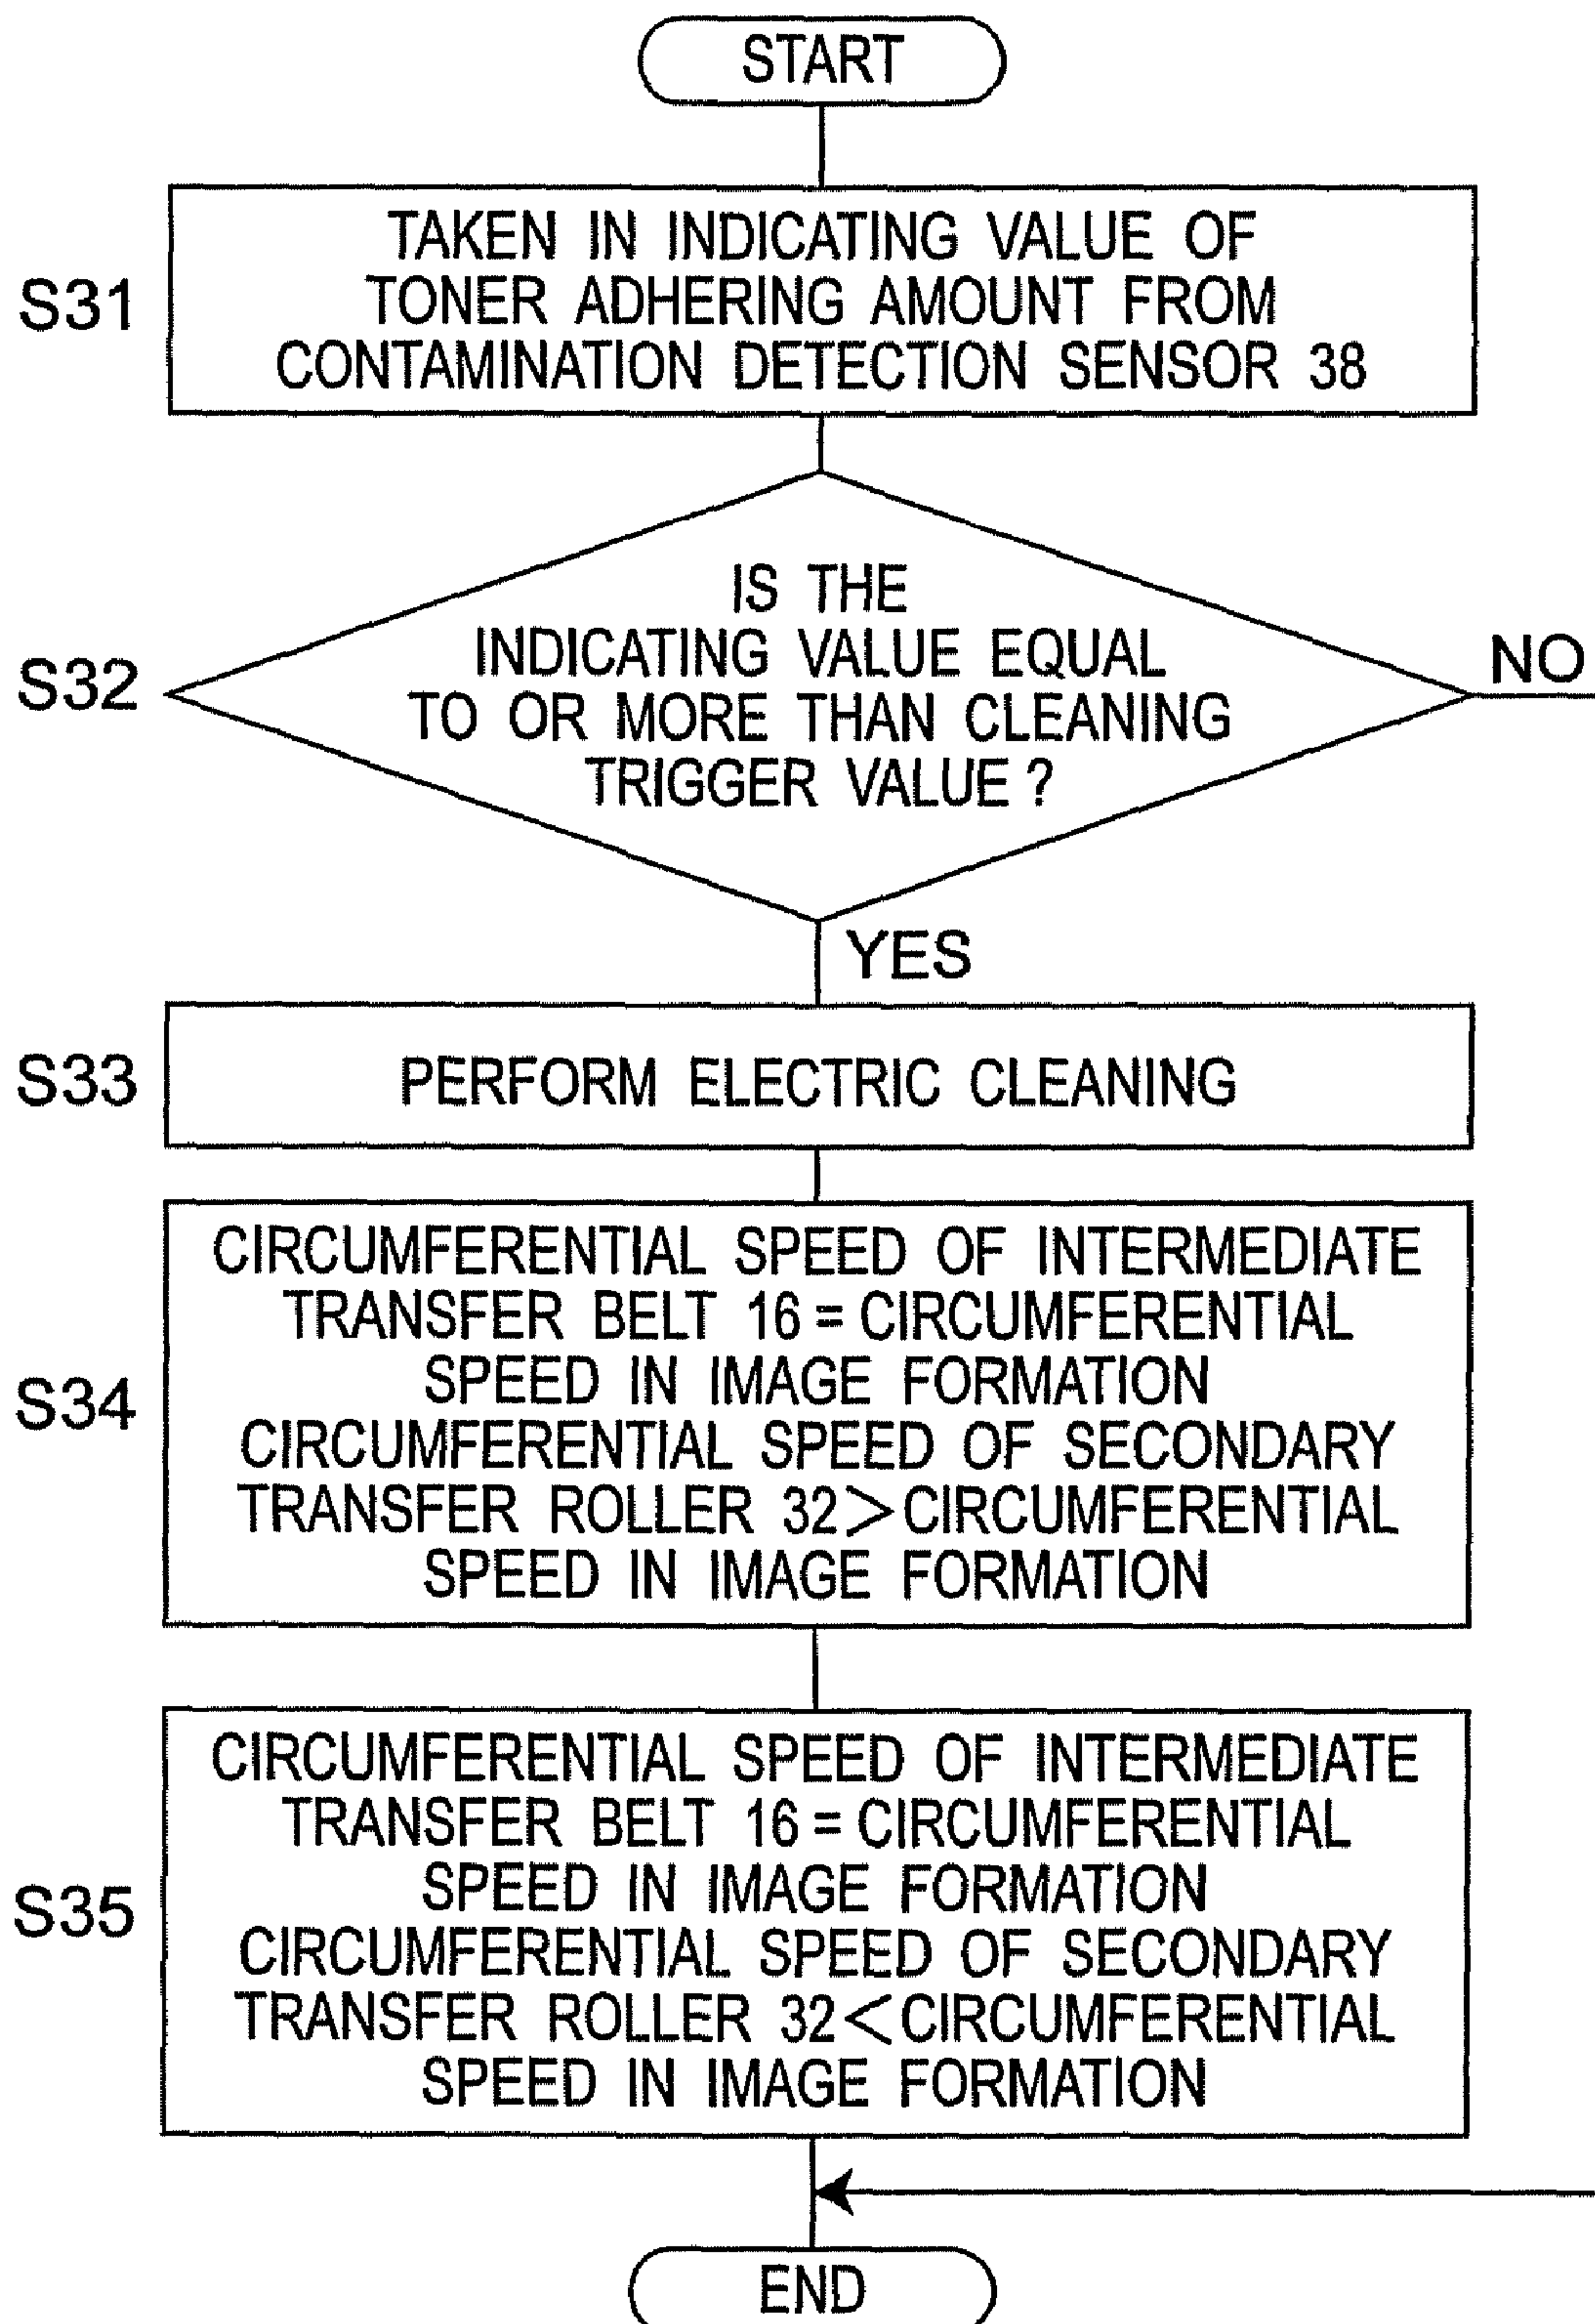 START
S31
TAKEN IN INDICATING VALUE OF
TONER ADHERING AMOUNT FROM
CONTAMINATION DETECTION SENSOR 38
S32
IS THE
INDICATING VALUE EQUAL
TO OR MORE THAN CLEANING
TRIGGER VALUE ?
NO
YES
S33
PERFORM ELECTRIC CLEANING
S34
CIRCUMFERENTIAL SPEED OF INTERMEDIATE
TRANSFER BELT 16 = CIRCUMFERENTIAL
SPEED IN IMAGE FORMATION
CIRCUMFERENTIAL SPEED OF SECONDARY
TRANSFER ROLLER 32 > CIRCUMFERENTIAL
SPEED IN IMAGE FORMATION
S35
CIRCUMFERENTIAL SPEED OF INTERMEDIATE
TRANSFER BELT 16 = CIRCUMFERENTIAL
SPEED IN IMAGE FORMATION
CIRCUMFERENTIAL SPEED OF SECONDARY
TRANSFER ROLLER 32 < CIRCUMFERENTIAL
SPEED IN IMAGE FORMATION
END